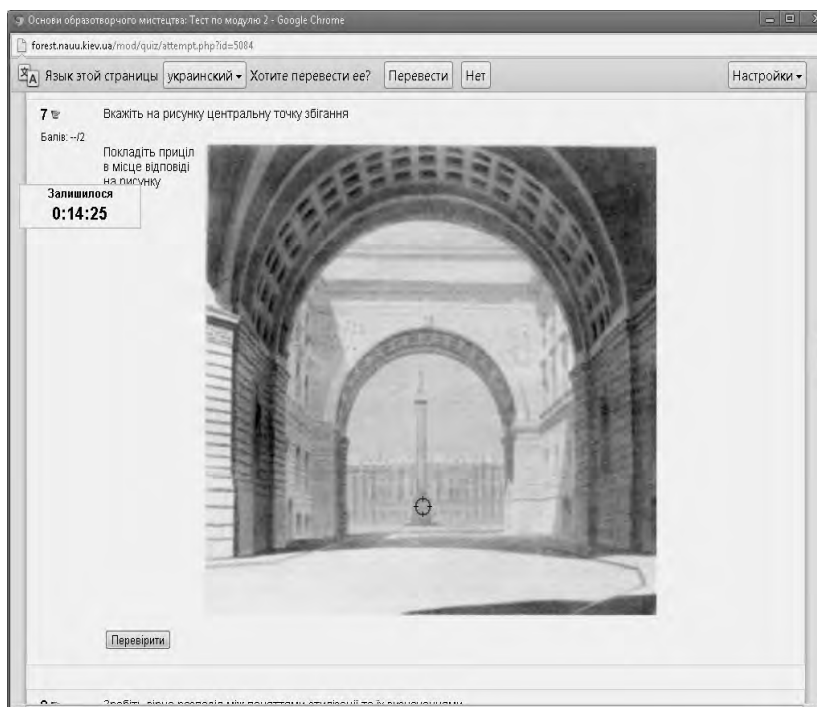 Основи образотворчого мистецтва: Тест по модулю 2 - Google Chrome
forest.nauu.kiev.ua/mod/quiz/attempt.php?id=5084
Язык этой страницы украинский Хотите перевести ее? Перевести Нет Настройки
7 Вкажіть на рисунку центральну точку збігання
Балів: --/2
Покладіть приціл
в місце відповіді
на рисунку
Залишилося
0:14:25
Перевірити